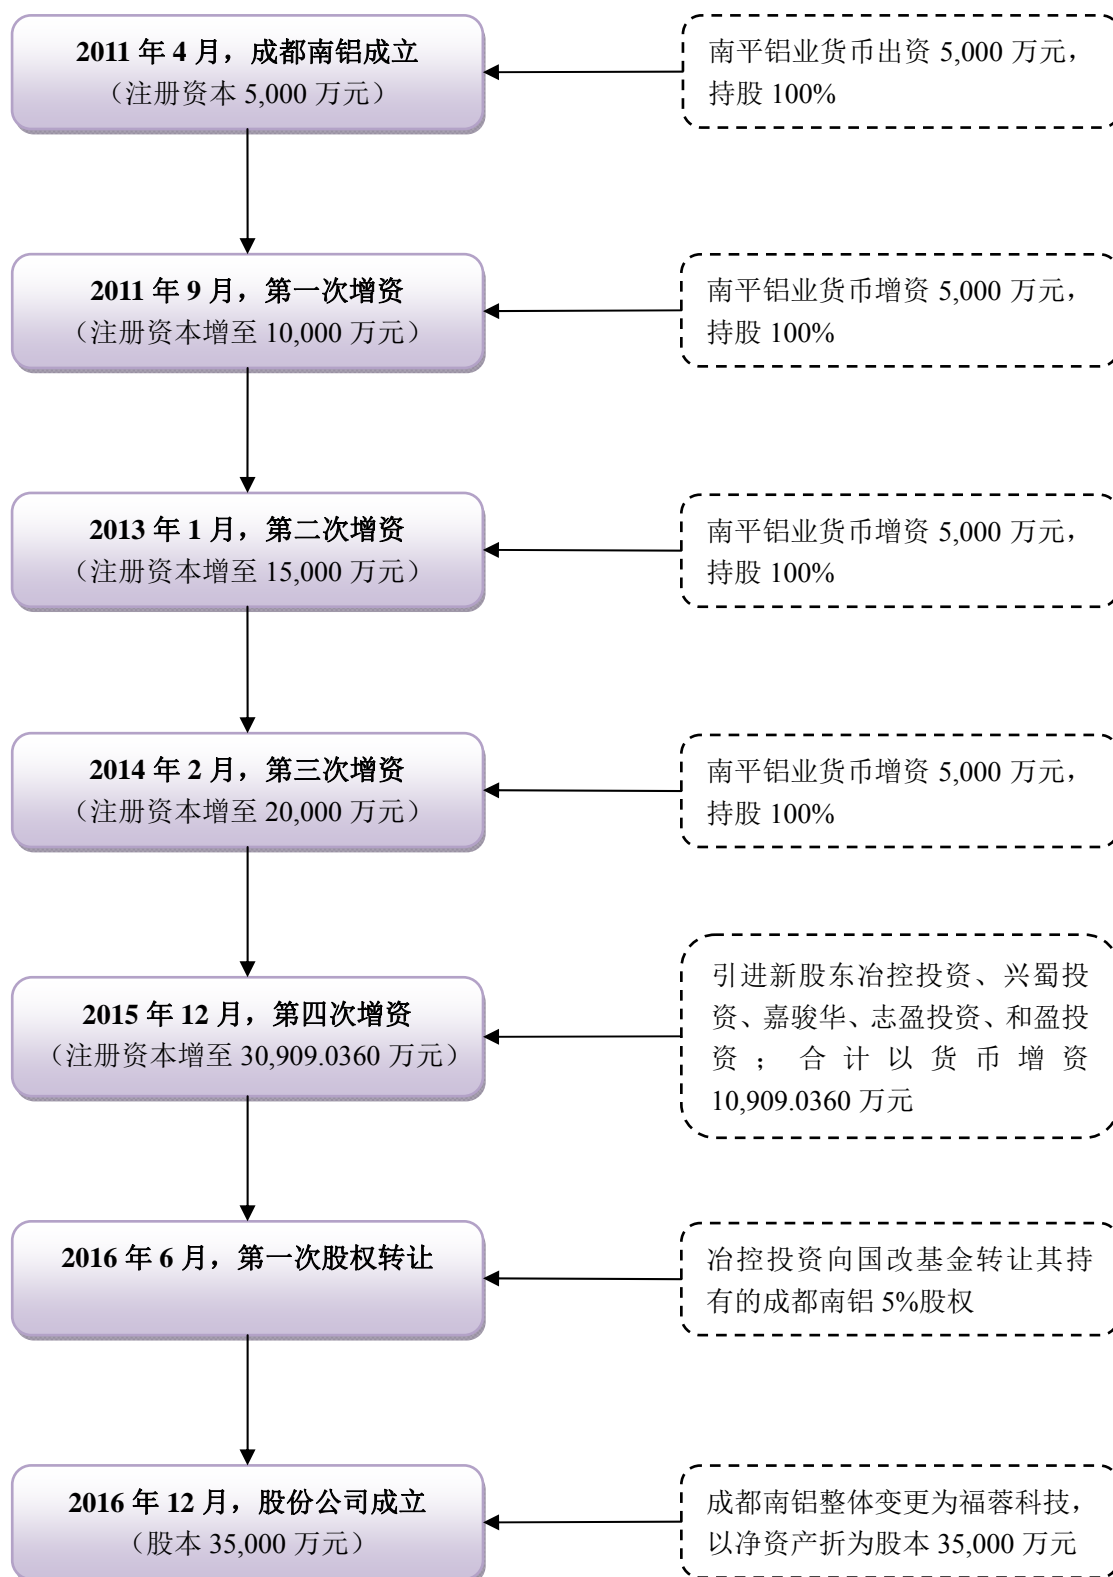 2011 年 4 月，成都南铝成立
（注册资本 5,000 万元）
南平铝业货币出资 5,000 万元，
持股 100%
2011 年 9 月，第一次增资
（注册资本增至 10,000 万元）
南平铝业货币增资 5,000 万元，
持股 100%
2013 年 1 月，第二次增资
（注册资本增至 15,000 万元）
南平铝业货币增资 5,000 万元，
持股 100%
2014 年 2 月，第三次增资
（注册资本增至 20,000 万元）
南平铝业货币增资 5,000 万元，
持股 100%
2015 年 12 月，第四次增资
（注册资本增至 30,909.0360 万元）
引进新股东冶控投资、兴蜀投
资、嘉骏华、志盈投资、和盈投
资；合计以货币增资
10,909.0360 万元
2016 年 6 月，第一次股权转让
冶控投资向国改基金转让其持
有的成都南铝 5%股权
2016 年 12 月，股份公司成立
（股本 35,000 万元）
成都南铝整体变更为福蓉科技，
以净资产折为股本 35,000 万元